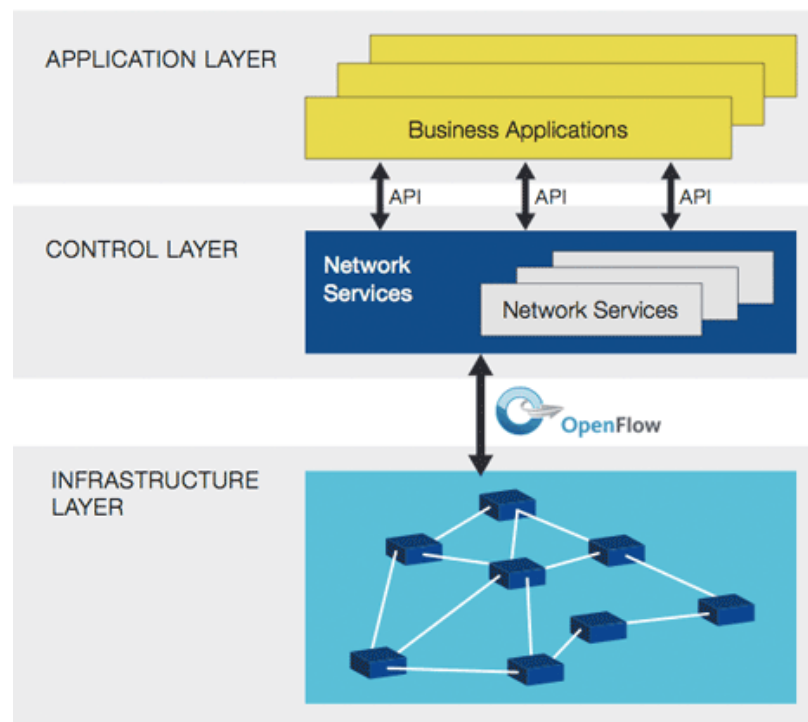 APPLICATION LAYER
Business Applications
API
API
API
CONTROL LAYER
Network
Services
Network Services
OpenFlow
INFRASTRUCTURE
LAYER